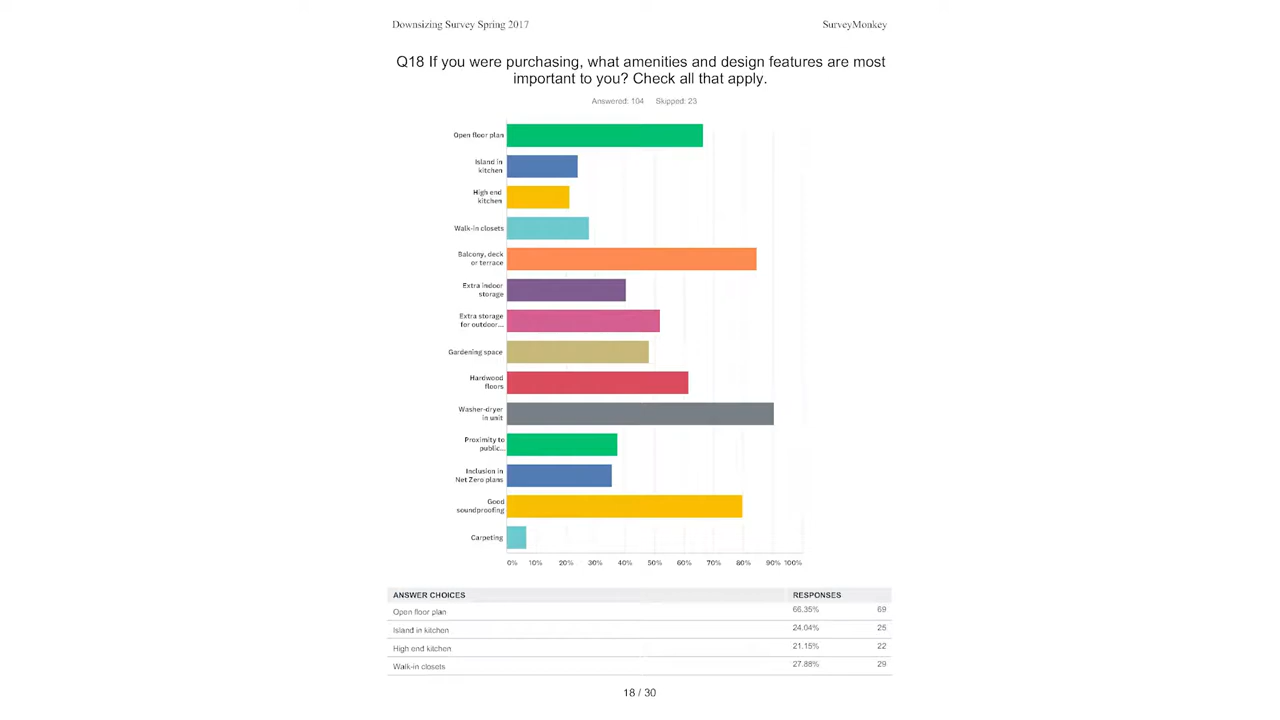 Downsizing Survey Spring 2017 SurveyMonkey
Q18 If you were purchasing, what amenities and design features are most
important to you? Check all that apply.
Answered: 104 Skipped: 23
Open floor plan
Island in
kitchen
High end
kitchen
Walk-in closets
Balcony, deck
or terrace
Extra indoor
storage
Extra storage
for outdoor...
Gardening space
Hardwood
floors
Washer-dryer
in unit
Proximity to
public...
Inclusion in
Net Zero plans
Good
soundproofing
Carpeting
0% 10% 20% 30% 40% 50% 60% 70% 80% 90% 100%
ANSWER CHOICES RESPONSES
Open floor plan 66.35% 69
Island in kitchen 24.04% 25
High end kitchen 21.15% 22
Walk-in closets 27.88% 29
18 / 30